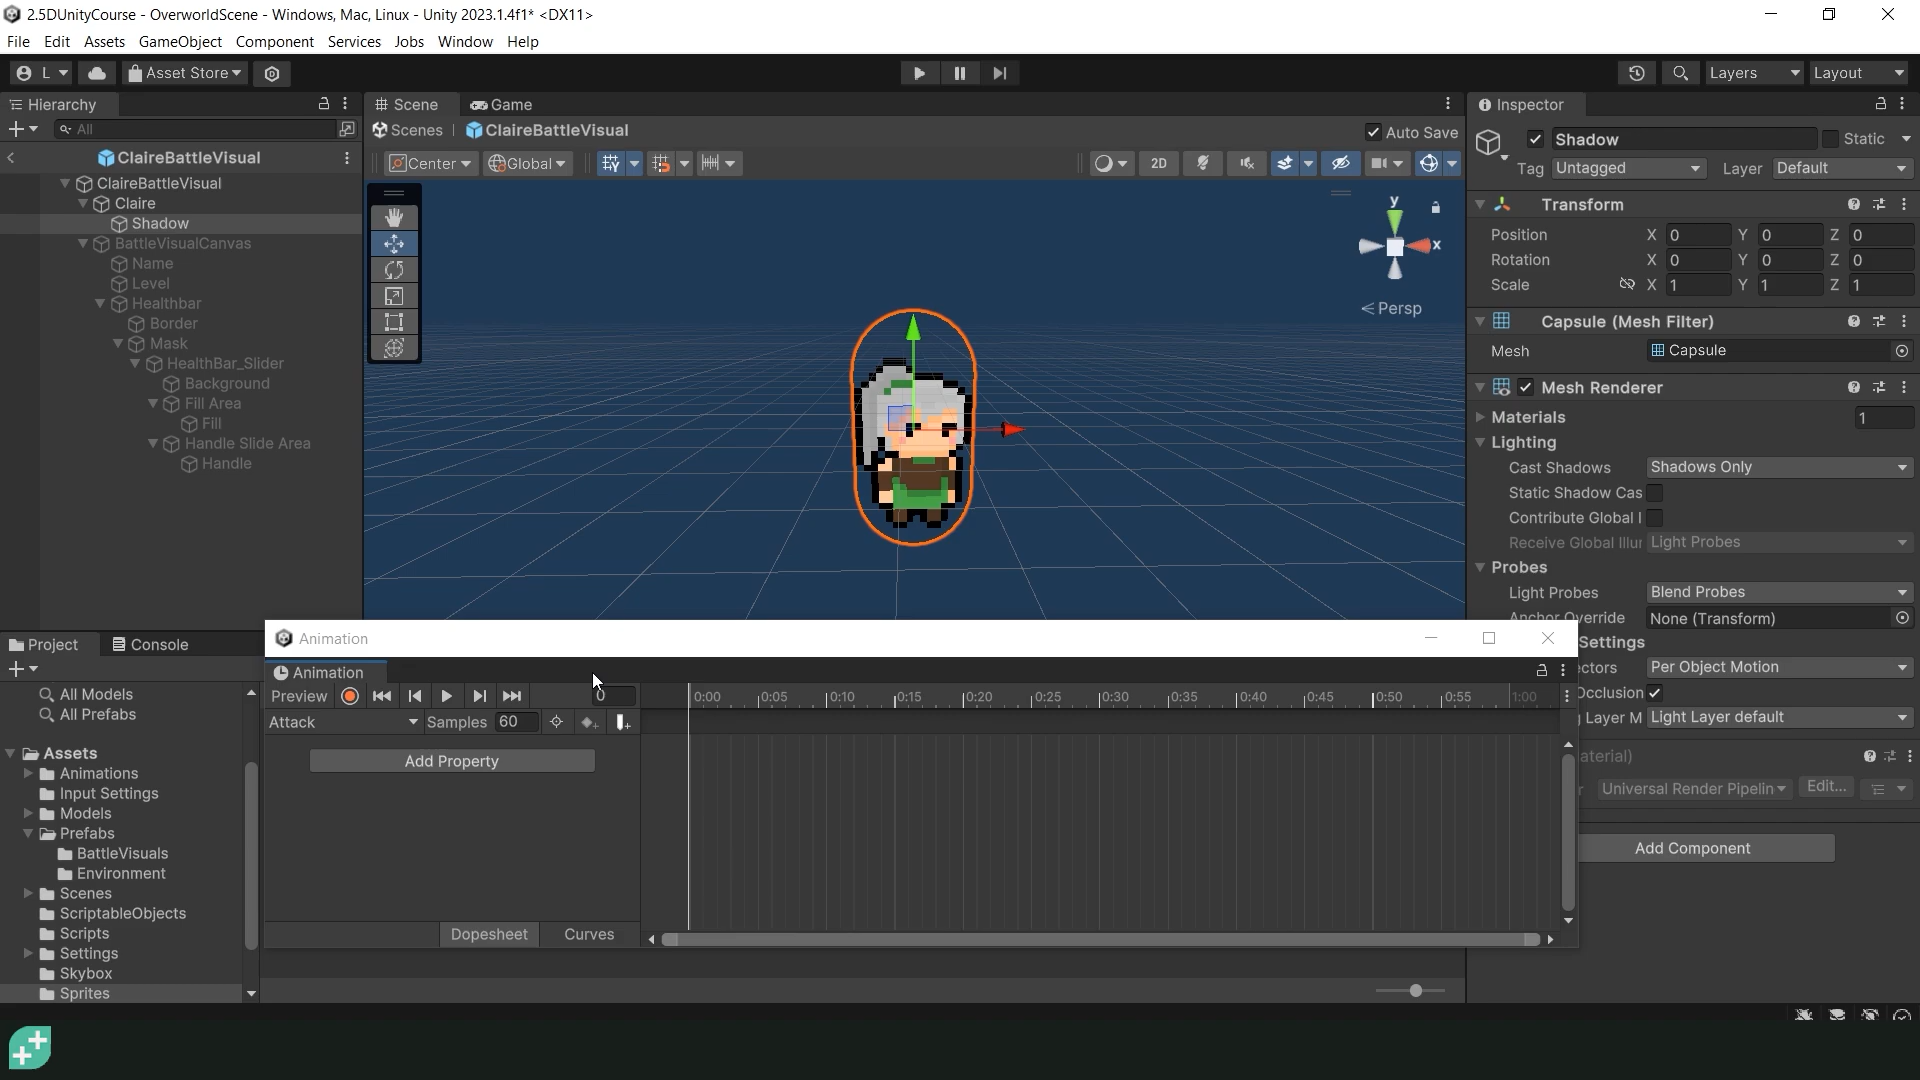 2.5DUnityCourse - OverworldScene - Windows, Mac, Linux - Unity 2023.1.4f1* <DX11>
File Edit Assets GameObject Component Services Jobs Window Help
L Asset Store Layers Layout
Hierarchy
All
ClaireBattleVisual
ClaireBattleVisual
Claire
Shadow
BattleVisualCanvas
Name
Level
Healthbar
Border
Mask
HealthBar_Slider
Background
Fill Area
Fill
Handle Slide Area
Handle
Scene Game
Scenes ClaireBattleVisual Auto Save
Center Global 2D
y
x
Persp
Inspector
Shadow Static
Tag Untagged Layer Default
Transform
Position X 0 Y 0 Z 0
Rotation X 0 Y 0 Z 0
Scale X 1 Y 1 Z 1
Capsule (Mesh Filter)
Mesh Capsule
Mesh Renderer
Materials 1
Lighting
Cast Shadows Shadows Only
Static Shadow Cas
Contribute Global I
Receive Global Illur Light Probes
Probes
Light Probes Blend Probes
Anchor Override None (Transform)
Settings
ectors Per Object Motion
Occlusion
Layer M Light Layer default
aterial)
r Universal Render Pipelin Edit...
Add Component
Project Console
All Models
All Prefabs
Assets
Animations
Input Settings
Models
Prefabs
BattleVisuals
Environment
Scenes
ScriptableObjects
Scripts
Settings
Skybox
Sprites
Animation
Animation
Preview 0 0:00 0:05 0:10 0:15 0:20 0:25 0:30 0:35 0:40 0:45 0:50 0:55 1:00
Attack Samples 60
Add Property
Dopesheet Curves